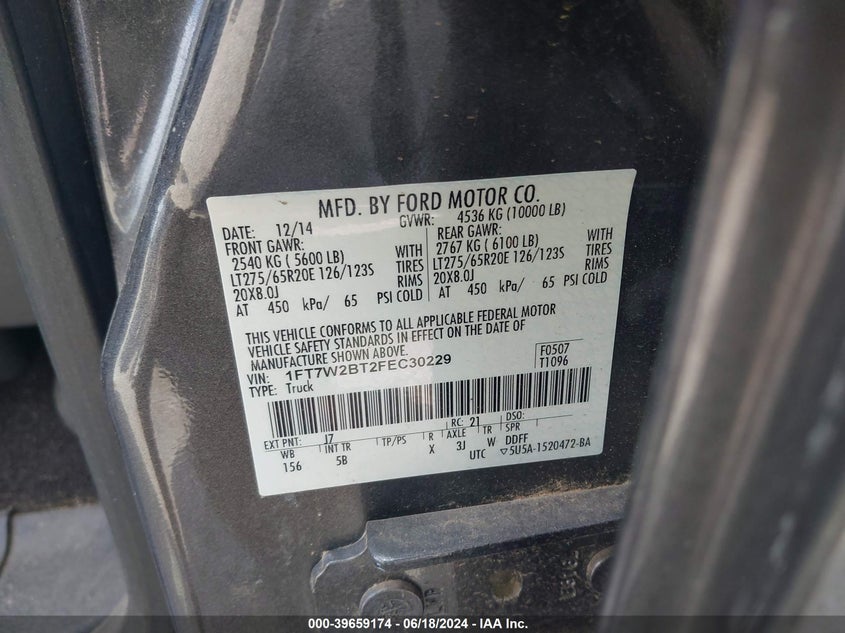 MFD. BY FORD MOTOR CO.
DATE: 12/14 GVWR: 4536 KG (10000 LB)
FRONT GAWR: REAR GAWR:
2540 KG ( 5600 LB) WITH 2767 KG ( 6100 LB) WITH
LT275/65R20E 126/123S TIRES LT275/65R20E 126/123S TIRES
20X8.0J RIMS 20X8.0J RIMS
AT 450 kPa/ 65 PSI COLD AT 450 kPa/ 65 PSI COLD
THIS VEHICLE CONFORMS TO ALL APPLICABLE FEDERAL MOTOR
VEHICLE SAFETY STANDARDS IN EFFECT ON THE DATE OF
MANUFACTURE SHOWN ABOVE.
VIN: 1FT7W2BT2FEC30229 F0507
TYPE: Truck T1096
RC: 21 DSO:
EXT PNT: J7 SPR
WB INT TR TP/PS R AXLE TR DDFF
156 5B X 3J W
UTC ▽5U5A-1520472-BA
000-39659174 - 06/18/2024 - IAAI.COM